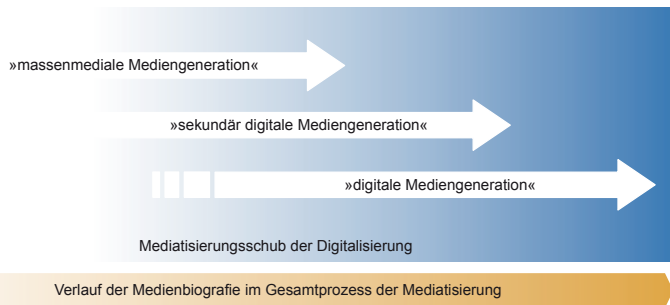 »massenmediale Mediengeneration«
»sekundär digitale Mediengeneration«
»digitale Mediengeneration«
Mediatisierungsschub der Digitalisierung
Verlauf der Medienbiografie im Gesamtprozess der Mediatisierung